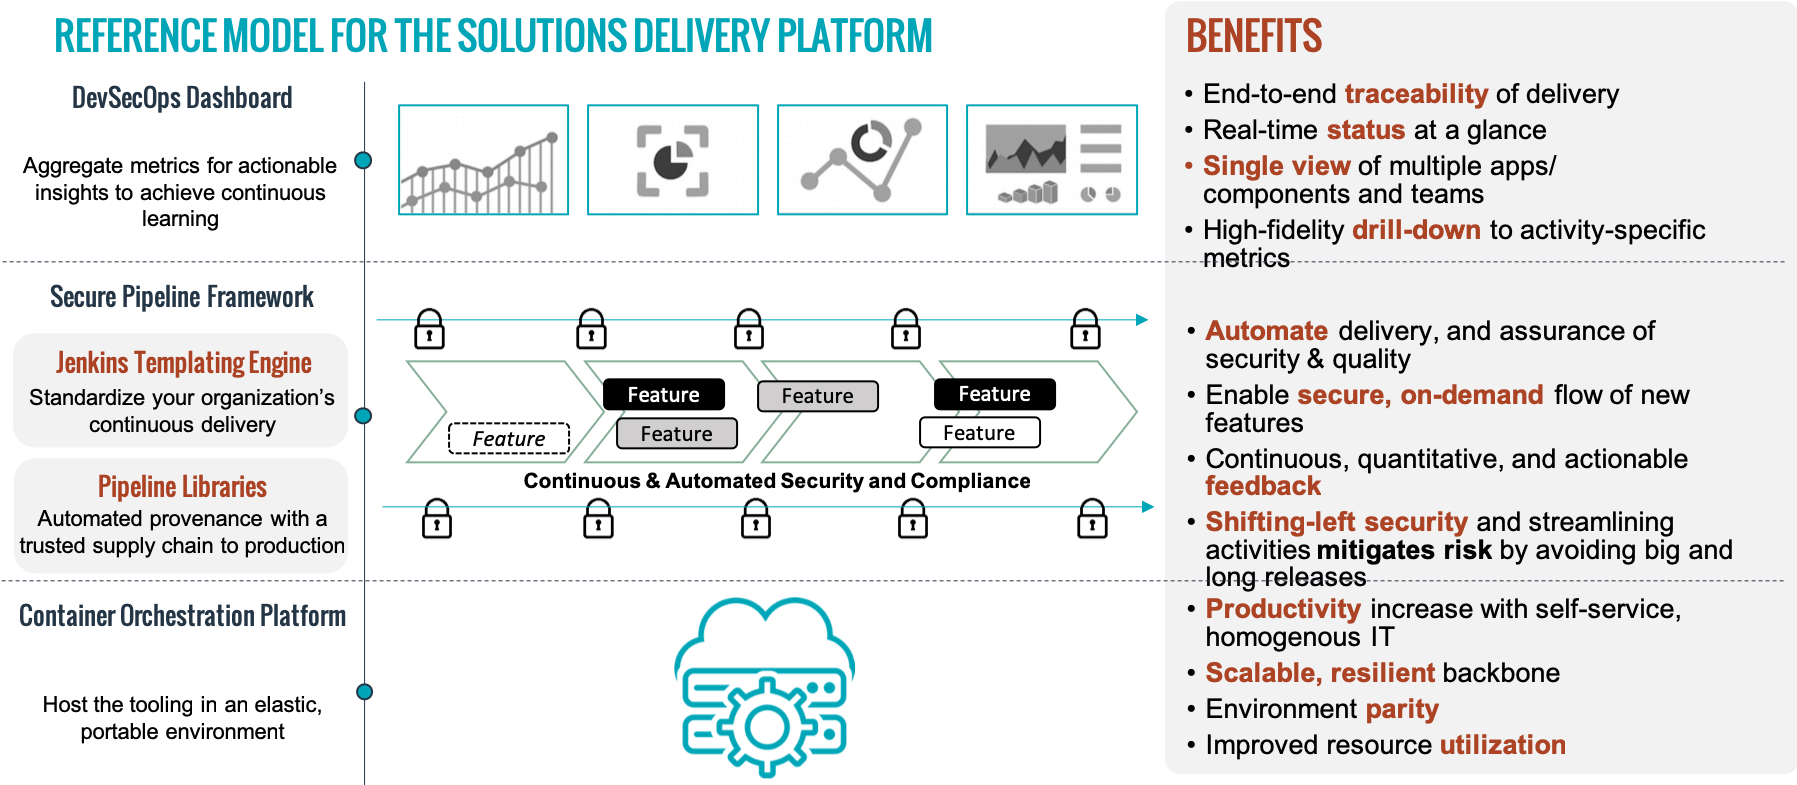 REFERENCE MODEL FOR THE SOLUTIONS DELIVERY PLATFORM
DevSecOps Dashboard
Aggregate metrics for actionable
insights to achieve continuous
learning
Secure Pipeline Framework
Jenkins Templating Engine
Standardize your organization's
continuous delivery
Pipeline Libraries
Automated provenance with a
trusted supply chain to production
Feature
Feature
Feature
Feature
Feature
Feature
Continuous & Automated Security and Compliance
Container Orchestration Platform
Host the tooling in an elastic,
portable environment
BENEFITS
• End-to-end traceability of delivery
• Real-time status at a glance
• Single view of multiple apps/
components and teams
• High-fidelity drill-down to activity-specific
metrics
• Automate delivery, and assurance of
security & quality
• Enable secure, on-demand flow of new
features
• Continuous, quantitative, and actionable
feedback
• Shifting-left security and streamlining
activities mitigates risk by avoiding big and
long releases
• Productivity increase with self-service,
homogenous IT
• Scalable, resilient backbone
• Environment parity
• Improved resource utilization